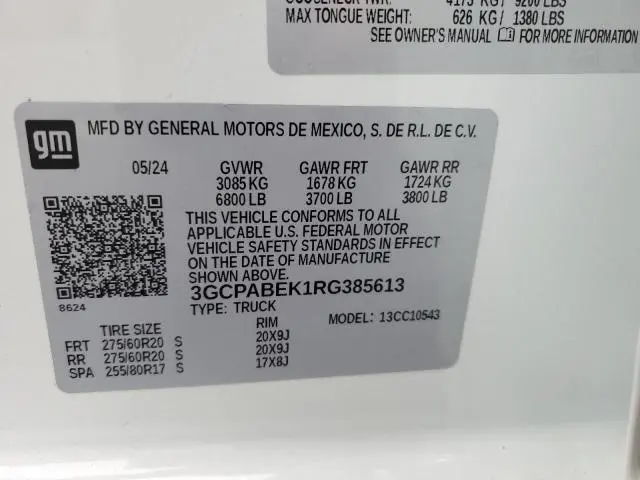 4173 KG / 9200 LBS
MAX TONGUE WEIGHT: 626 KG / 1380 LBS
SEE OWNER'S MANUAL FOR MORE INFORMATION
gm
MFD BY GENERAL MOTORS DE MEXICO, S. DE R.L. DE C.V.
05/24 GVWR GAWR FRT GAWR RR
3085 KG 1678 KG 1724 KG
6800 LB 3700 LB 3800 LB
THIS VEHICLE CONFORMS TO ALL
APPLICABLE U.S. FEDERAL MOTOR
VEHICLE SAFETY STANDARDS IN EFFECT
ON THE DATE OF MANUFACTURE
SHOWN ABOVE.
8624
3GCPABEK1RG385613
TYPE: TRUCK
MODEL: 13CC10543
TIRE SIZE RIM
FRT 275/60R20 S 20X9J
RR 275/60R20 S 20X9J
SPA 255/80R17 S 17X8J